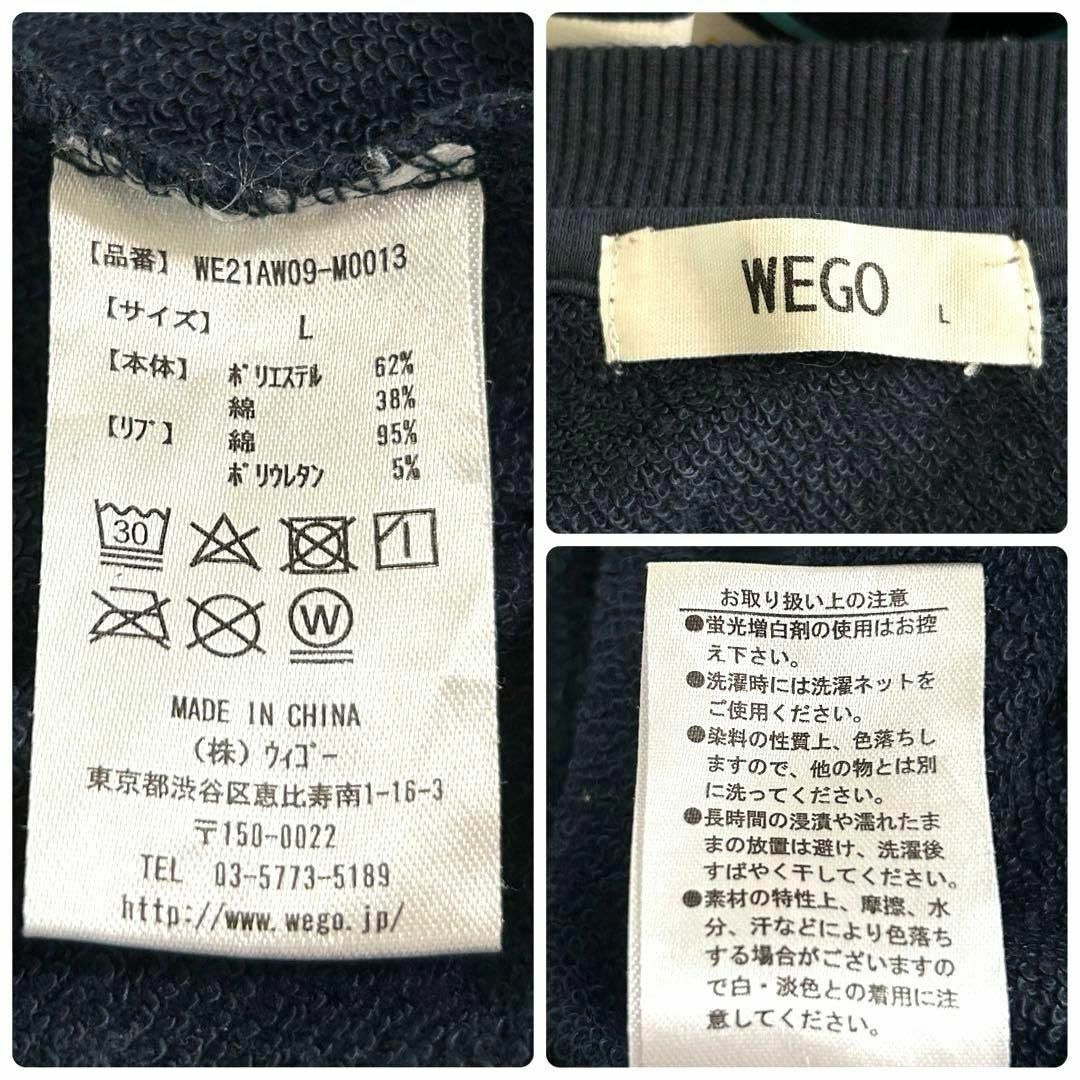 【品番】 WE21AW09-M0013
【サイズ】 L
【本体】 ポリエステル 62%
綿 38%
【リブ】 綿 95%
ポリウレタン 5%
30
W
MADE IN CHINA
(株)ウィゴー
東京都渋谷区恵比寿南1-16-3
〒150-0022
TEL 03-5773-5189
http://www.wego.jp/
WEGO L
お取り扱い上の注意
●蛍光増白剤の使用はお控
え下さい。
●洗濯時には洗濯ネットを
ご使用ください。
●染料の性質上、色落ちし
ますので、他の物とは別
に洗ってください。
●長時間の浸漬や濡れたま
まの放置は避け、洗濯後
すばやく干してください。
●素材の特性上、摩擦、水
分、汗などにより色落ち
する場合がございますの
で白・淡色との着用に注
意してください。